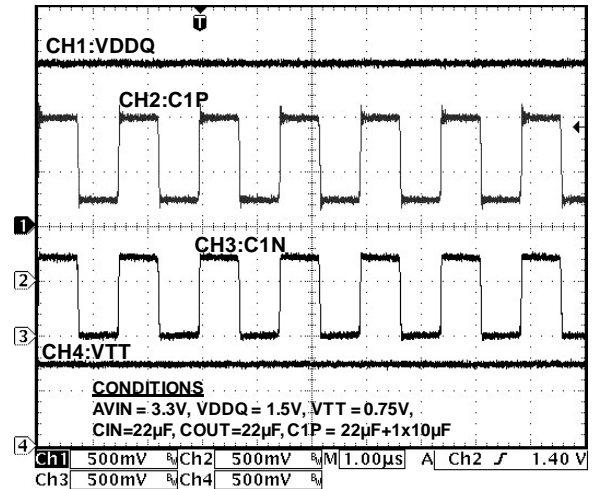 T
CH1:VDDQ
CH2:C1P
1
CH3:C1N
2
3
CH4:VTT
CONDITIONS
AVIN = 3.3V, VDDQ = 1.5V, VTT = 0.75V,
CIN=22µF, COUT=22µF, C1P = 22µF+1x10µF
4
Ch1 500mV BW Ch2 500mV BW M 1.00µs A Ch2 1.40 V
Ch3 500mV BW Ch4 500mV BW